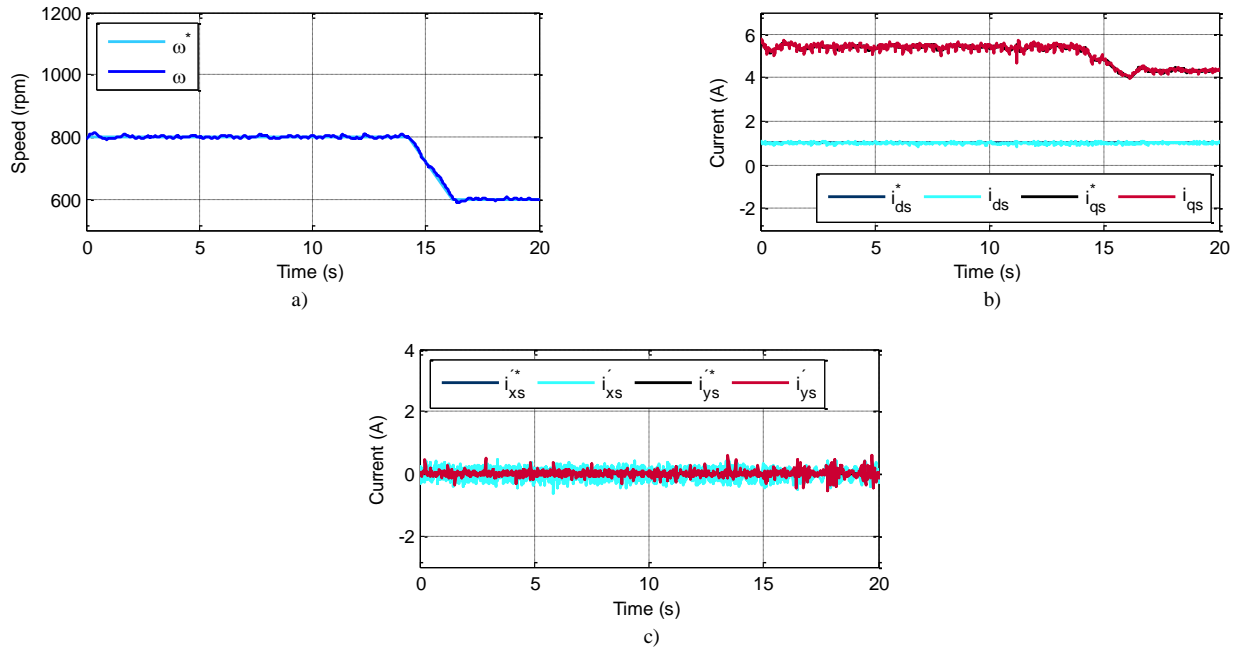 1200
1000
800
600
Speed (rpm)
ω*
ω
0 5 10 15 20
Time (s)
a)
6
4
2
0
-2
Current (A)
i*ds ids i*qs iqs
0 5 10 15 20
Time (s)
b)
4
2
0
-2
Current (A)
i´*xs i´xs i´*ys i´ys
0 5 10 15 20
Time (s)
c)